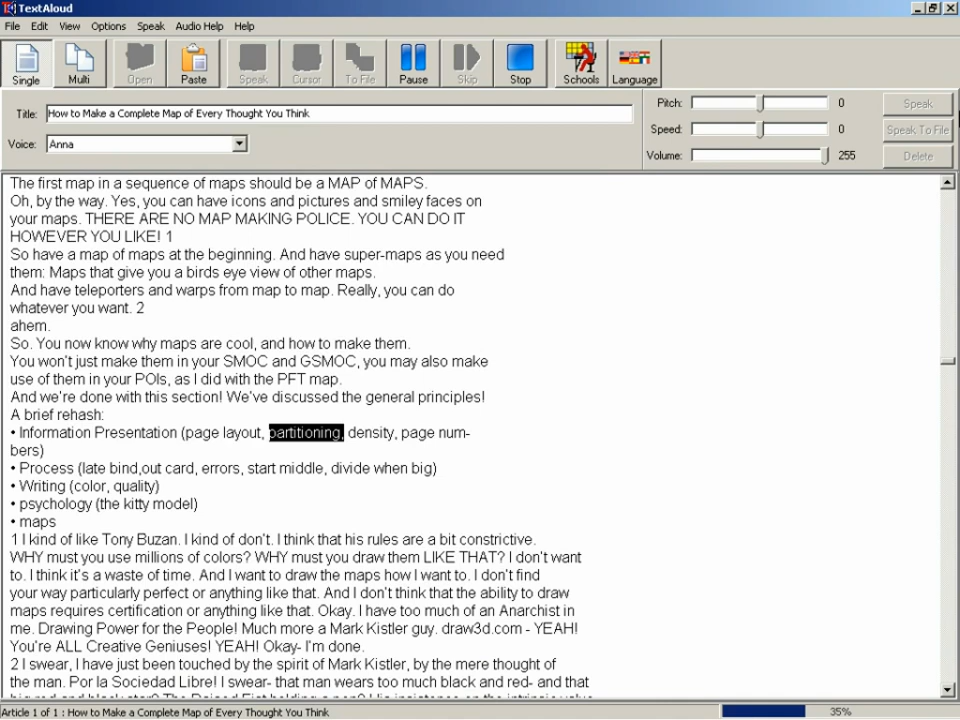 TextAloud
File Edit View Options Speak Audio Help Help
Single Multi Open Paste Speak Cursor To File Pause Skip Stop Schools Language
Title: How to Make a Complete Map of Every Thought You Think
Voice: Anna
Pitch: 0 Speak
Speed: 0 Speak To File
Volume: 255 Delete
The first map in a sequence of maps should be a MAP of MAPS.
Oh, by the way. Yes, you can have icons and pictures and smiley faces on
your maps. THERE ARE NO MAP MAKING POLICE. YOU CAN DO IT
HOWEVER YOU LIKE! 1
So have a map of maps at the beginning. And have super-maps as you need
them: Maps that give you a birds eye view of other maps.
And have teleporters and warps from map to map. Really, you can do
whatever you want. 2
ahem.
So. You now know why maps are cool, and how to make them.
You won't just make them in your SMOC and GSMOC, you may also make
use of them in your POIs, as I did with the PFT map.
And we're done with this section! We've discussed the general principles!
A brief rehash:
• Information Presentation (page layout, partitioning, density, page num-
bers)
• Process (late bind,out card, errors, start middle, divide when big)
• Writing (color, quality)
• psychology (the kitty model)
• maps
1 I kind of like Tony Buzan. I kind of don't. I think that his rules are a bit constrictive.
WHY must you use millions of colors? WHY must you draw them LIKE THAT? I don't want
to. I think it's a waste of time. And I want to draw the maps how I want to. I don't find
your way particularly perfect or anything like that. And I don't think that the ability to draw
maps requires certification or anything like that. Okay. I have too much of an Anarchist in
me. Drawing Power for the People! Much more a Mark Kistler guy. draw3d.com - YEAH!
You're ALL Creative Geniuses! YEAH! Okay- I'm done.
2 I swear, I have just been touched by the spirit of Mark Kistler, by the mere thought of
the man. Por la Sociedad Libre! I swear- that man wears too much black and red- and that
big red and black star? The Raised Fist holding a pen? His insistence on the intrinsic value
Article 1 of 1 : How to Make a Complete Map of Every Thought You Think 35%